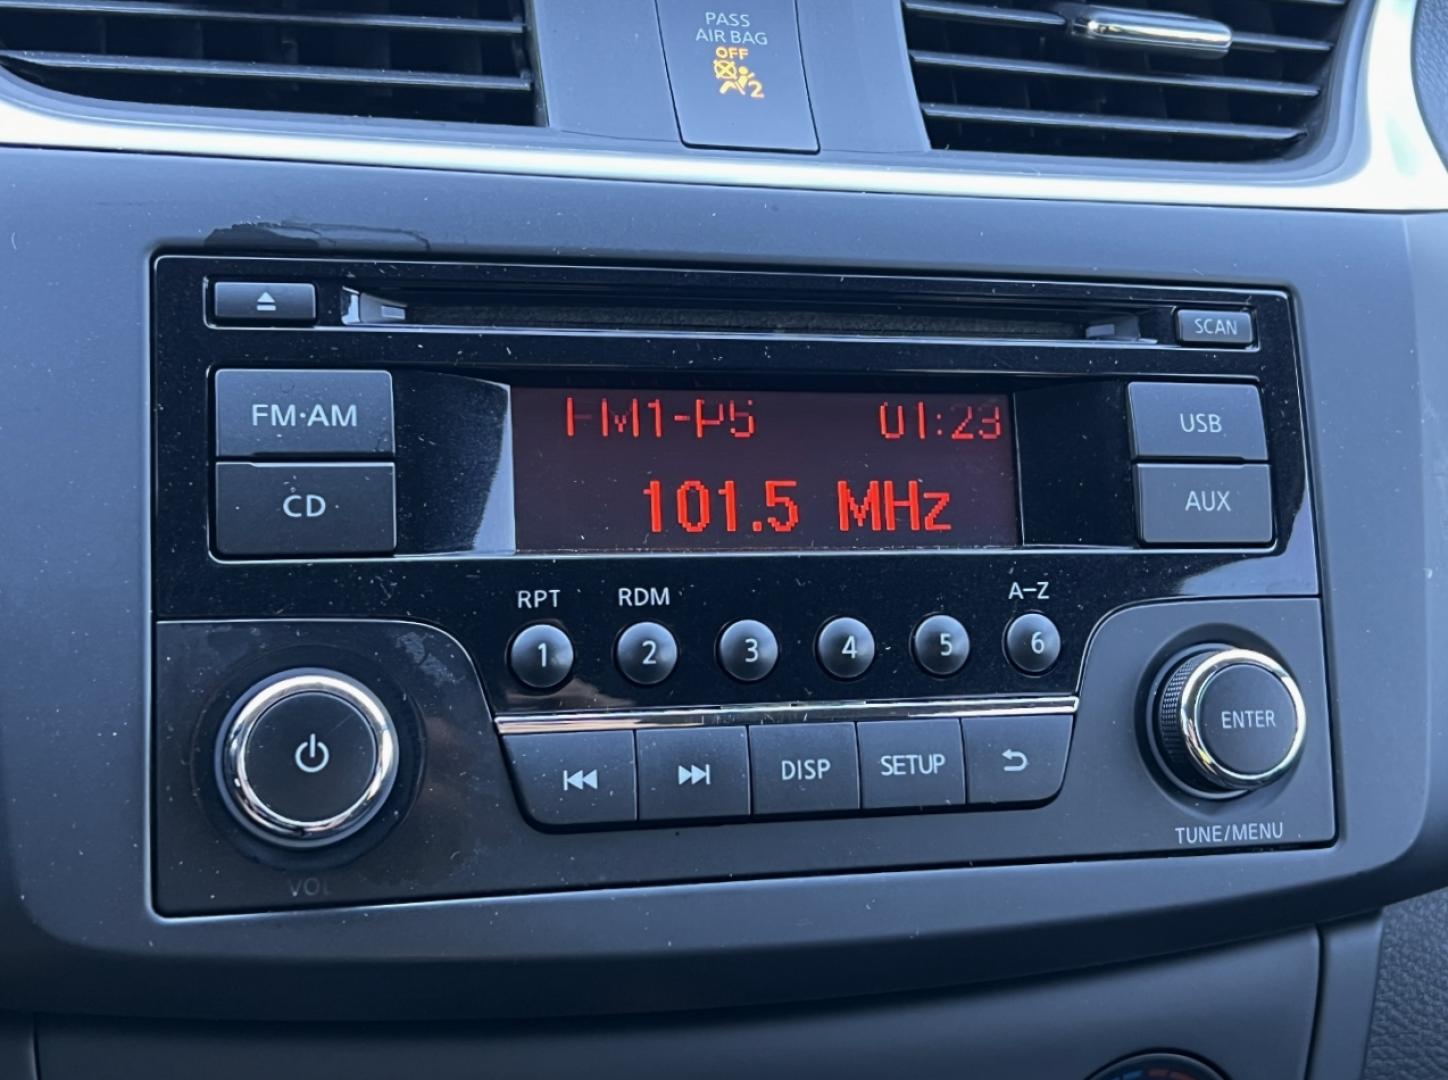 PASS
AIR BAG
OFF
2
SCAN
FM·AM
CD
FM1-P5 01:23
101.5 MHz
USB
AUX
RPT RDM A-Z
1 2 3 4 5 6
DISP SETUP
ENTER
TUNE/MENU
VOL